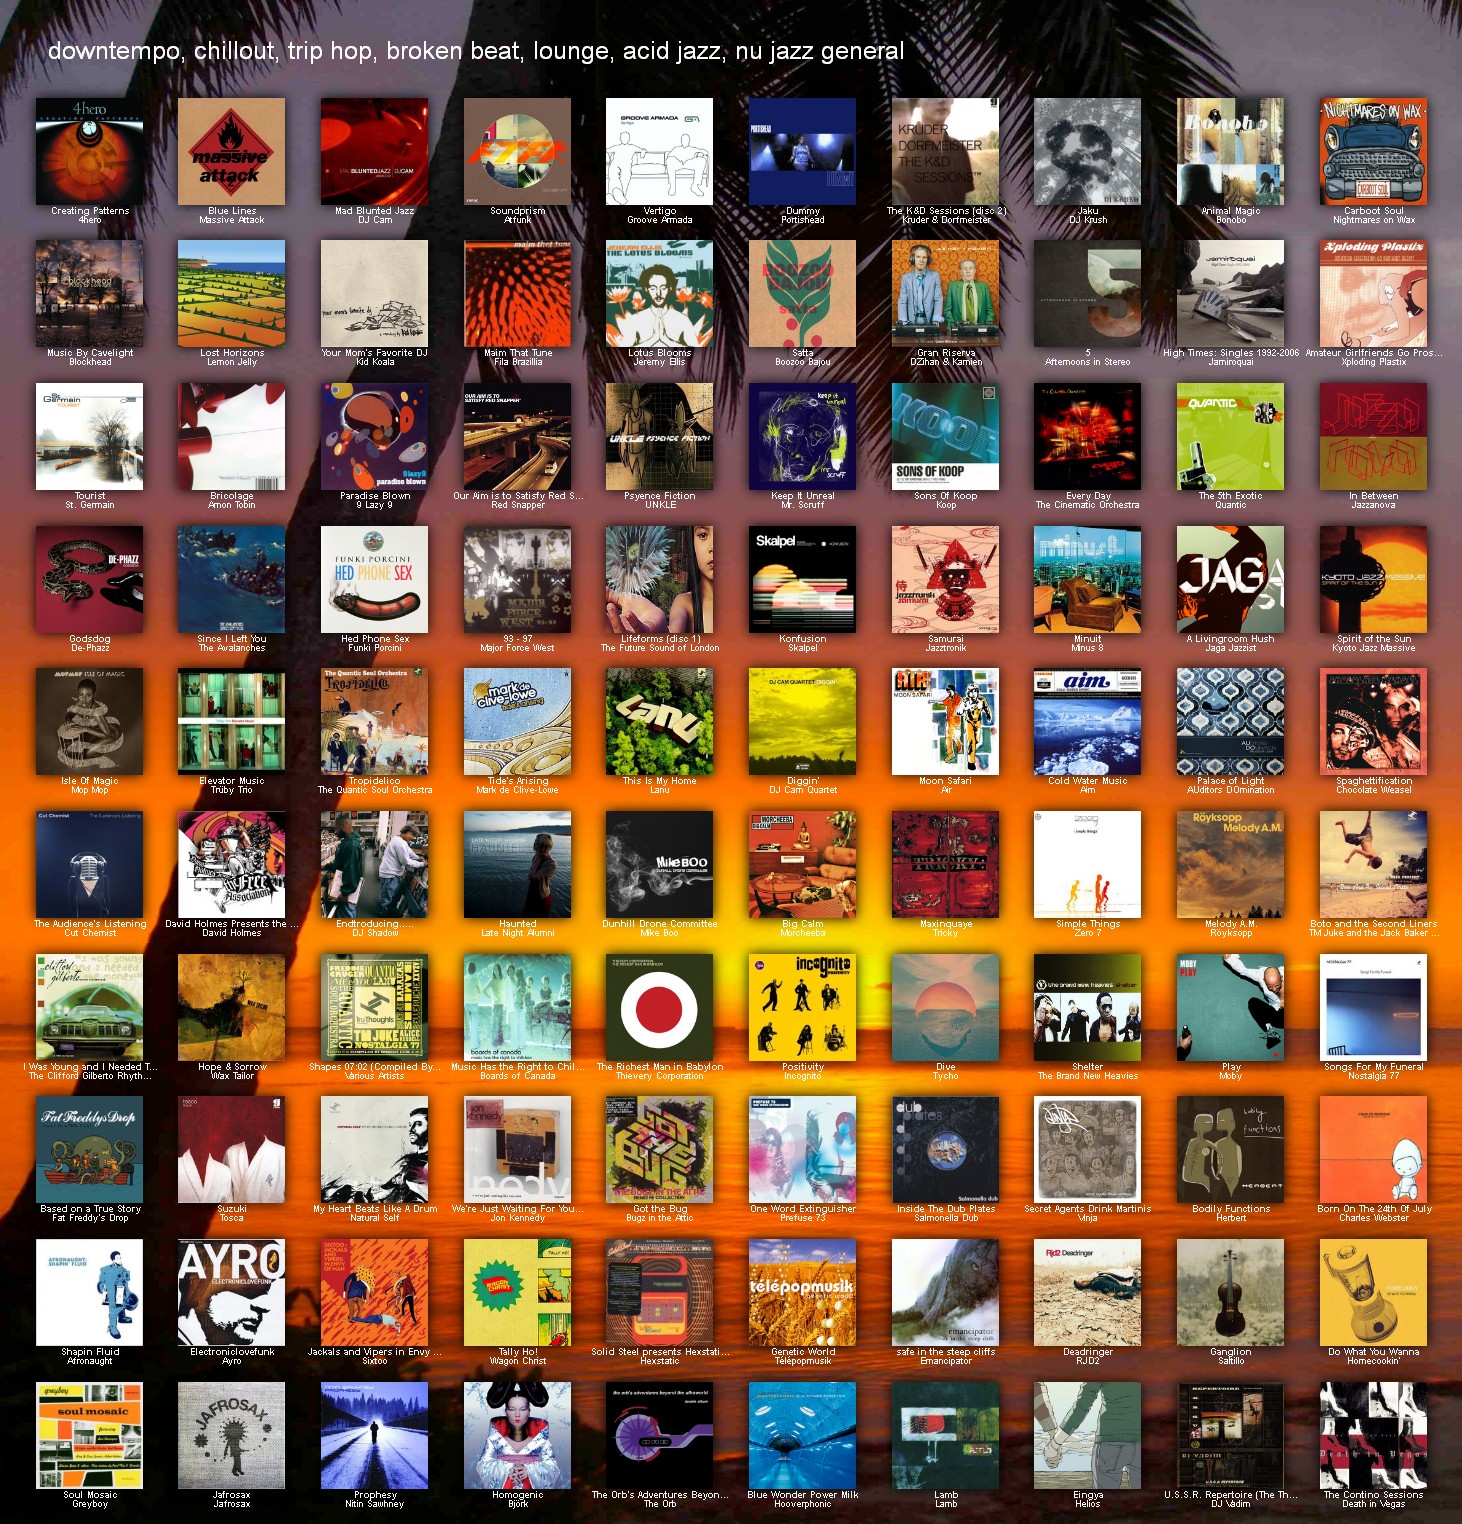 downtempo, chillout, trip hop, broken beat, lounge, acid jazz, nu jazz general
Creating Patterns
4hero
Blue Lines
Massive Attack
Mad Blunted Jazz
DJ Cam
Soundprism
Atfunk
Vertigo
Groove Armada
Dummy
Portishead
The K&D Sessions (disc 2)
Kruder & Dorfmeister
Jaku
DJ Krush
Animal Magic
Bonobo
Carboot Soul
Nightmares on Wax
Music By Cavelight
Blockhead
Lost Horizons
Lemon Jelly
Your Mom's Favorite DJ
Kid Koala
Maim That Tune
Fila Brazillia
Lotus Blooms
Jeremy Ellis
Satta
Boozoo Bajou
Gran Riserva
DZihan & Kamien
5
Afternoons in Stereo
High Times: Singles 1992-2006
Jamiroquai
Amateur Girlfriends Go Pros...
Xploding Plastix
Tourist
St. Germain
Bricolage
Amon Tobin
Paradise Blown
9 Lazy 9
Our Aim is to Satisfy Red S...
Red Snapper
Psyence Fiction
UNKLE
Keep It Unreal
Mr. Scruff
Sons Of Koop
Koop
Every Day
The Cinematic Orchestra
The 5th Exotic
Quantic
In Between
Jazzanova
Godsdog
De-Phazz
Since I Left You
The Avalanches
Hed Phone Sex
Funki Porcini
93 - 97
Major Force West
Lifeforms (disc 1)
The Future Sound of London
Konfusion
Skalpel
Samurai
Jazztronik
Minuit
Minus 8
A Livingroom Hush
Jaga Jazzist
Spirit of the Sun
Kyoto Jazz Massive
Isle Of Magic
Mop Mop
Elevator Music
Trüby Trio
Tropidelico
The Quantic Soul Orchestra
Tide's Arising
Mark de Clive-Lowe
This Is My Home
Lanu
Diggin'
DJ Cam Quartet
Moon Safari
Air
Cold Water Music
Aim
Palace of Light
AUditors DOmination
Spaghettification
Chocolate Weasel
The Audience's Listening
Cut Chemist
David Holmes Presents the ...
David Holmes
Endtroducing.....
DJ Shadow
Haunted
Late Night Alumni
Dunhill Drone Committee
Mike Boo
Big Calm
Morcheeba
Maxinquaye
Tricky
Simple Things
Zero 7
Melody A.M.
Röyksopp
Boto and the Second Liners
TM Juke and the Jack Baker ...
I Was Young and I Needed T...
The Clifford Gilberto Rhyth...
Hope & Sorrow
Wax Tailor
Shapes 07:02 (Compiled By...
Various Artists
Music Has the Right to Chil...
Boards of Canada
The Richest Man in Babylon
Thievery Corporation
Positivity
Incognito
Dive
Tycho
Shelter
The Brand New Heavies
Play
Moby
Songs For My Funeral
Nostalgia 77
Based on a True Story
Fat Freddy's Drop
Suzuki
Tosca
My Heart Beats Like A Drum
Natural Self
We're Just Waiting For You...
Jon Kennedy
Got the Bug
Bugz in the Attic
One Word Extinguisher
Prefuse 73
Inside The Dub Plates
Salmonella Dub
Secret Agents Drink Martinis
Vinja
Bodily Functions
Herbert
Born On The 24th Of July
Charles Webster
Shapin Fluid
Afronaught
Electroniclovefunk
Ayro
Jackals and Vipers in Envy ...
Sixtoo
Tally Ho!
Wagon Christ
Solid Steel presents Hexstati...
Hexstatic
Genetic World
Télépopmusik
safe in the steep cliffs
Emancipator
Deadringer
RJD2
Ganglion
Saltillo
Do What You Wanna
Homecookin'
Soul Mosaic
Greyboy
Jafrosax
Jafrosax
Prophesy
Nitin Sawhney
Homogenic
Björk
The Orb's Adventures Beyon...
The Orb
Blue Wonder Power Milk
Hooverphonic
Lamb
Lamb
Eingya
Helios
U.S.S.R. Repertoire (The Th...
DJ Vadim
The Contino Sessions
Death in Vegas